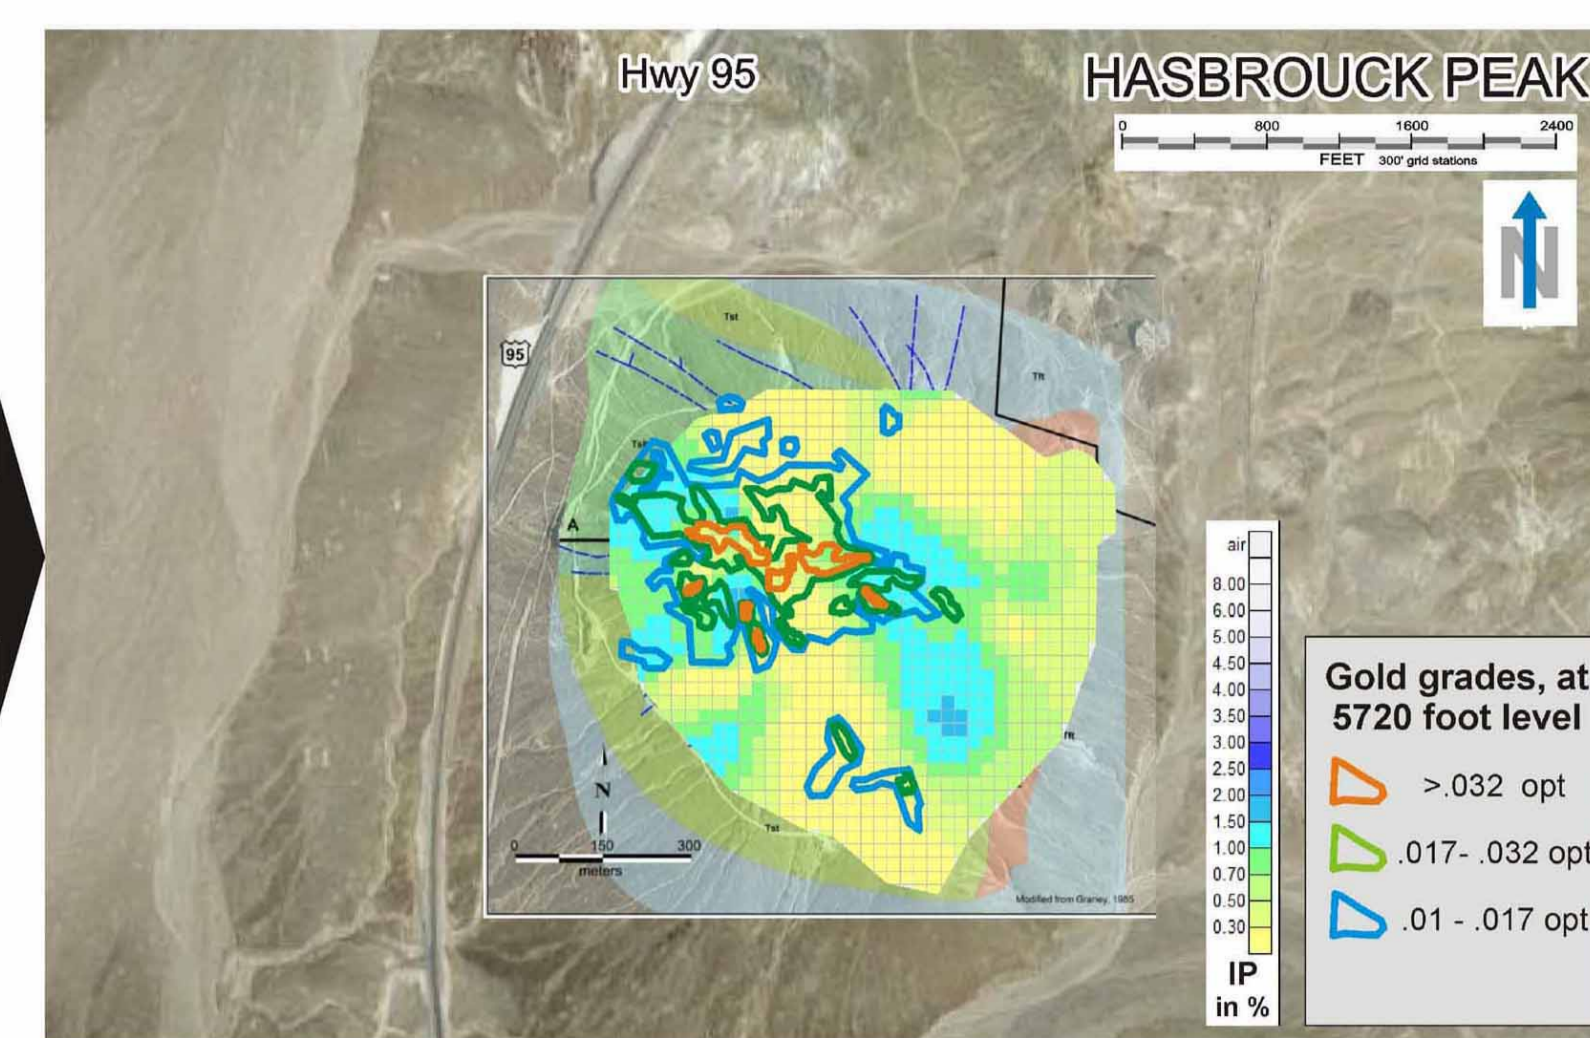 Hwy 95
HASBROUCK PEAK
0 800 1600 2400
FEET 300' grid stations
N
95
Tst
Tft
A
N
0 150 300
meters
Tst
Modified from Graney, 1985
air
8.00
6.00
5.00
4.50
4.00
3.50
3.00
2.50
2.00
1.50
1.00
0.70
0.50
0.30
IP
in %
Gold grades, at
5720 foot level
>.032 opt
.017- .032 opt
.01 - .017 opt